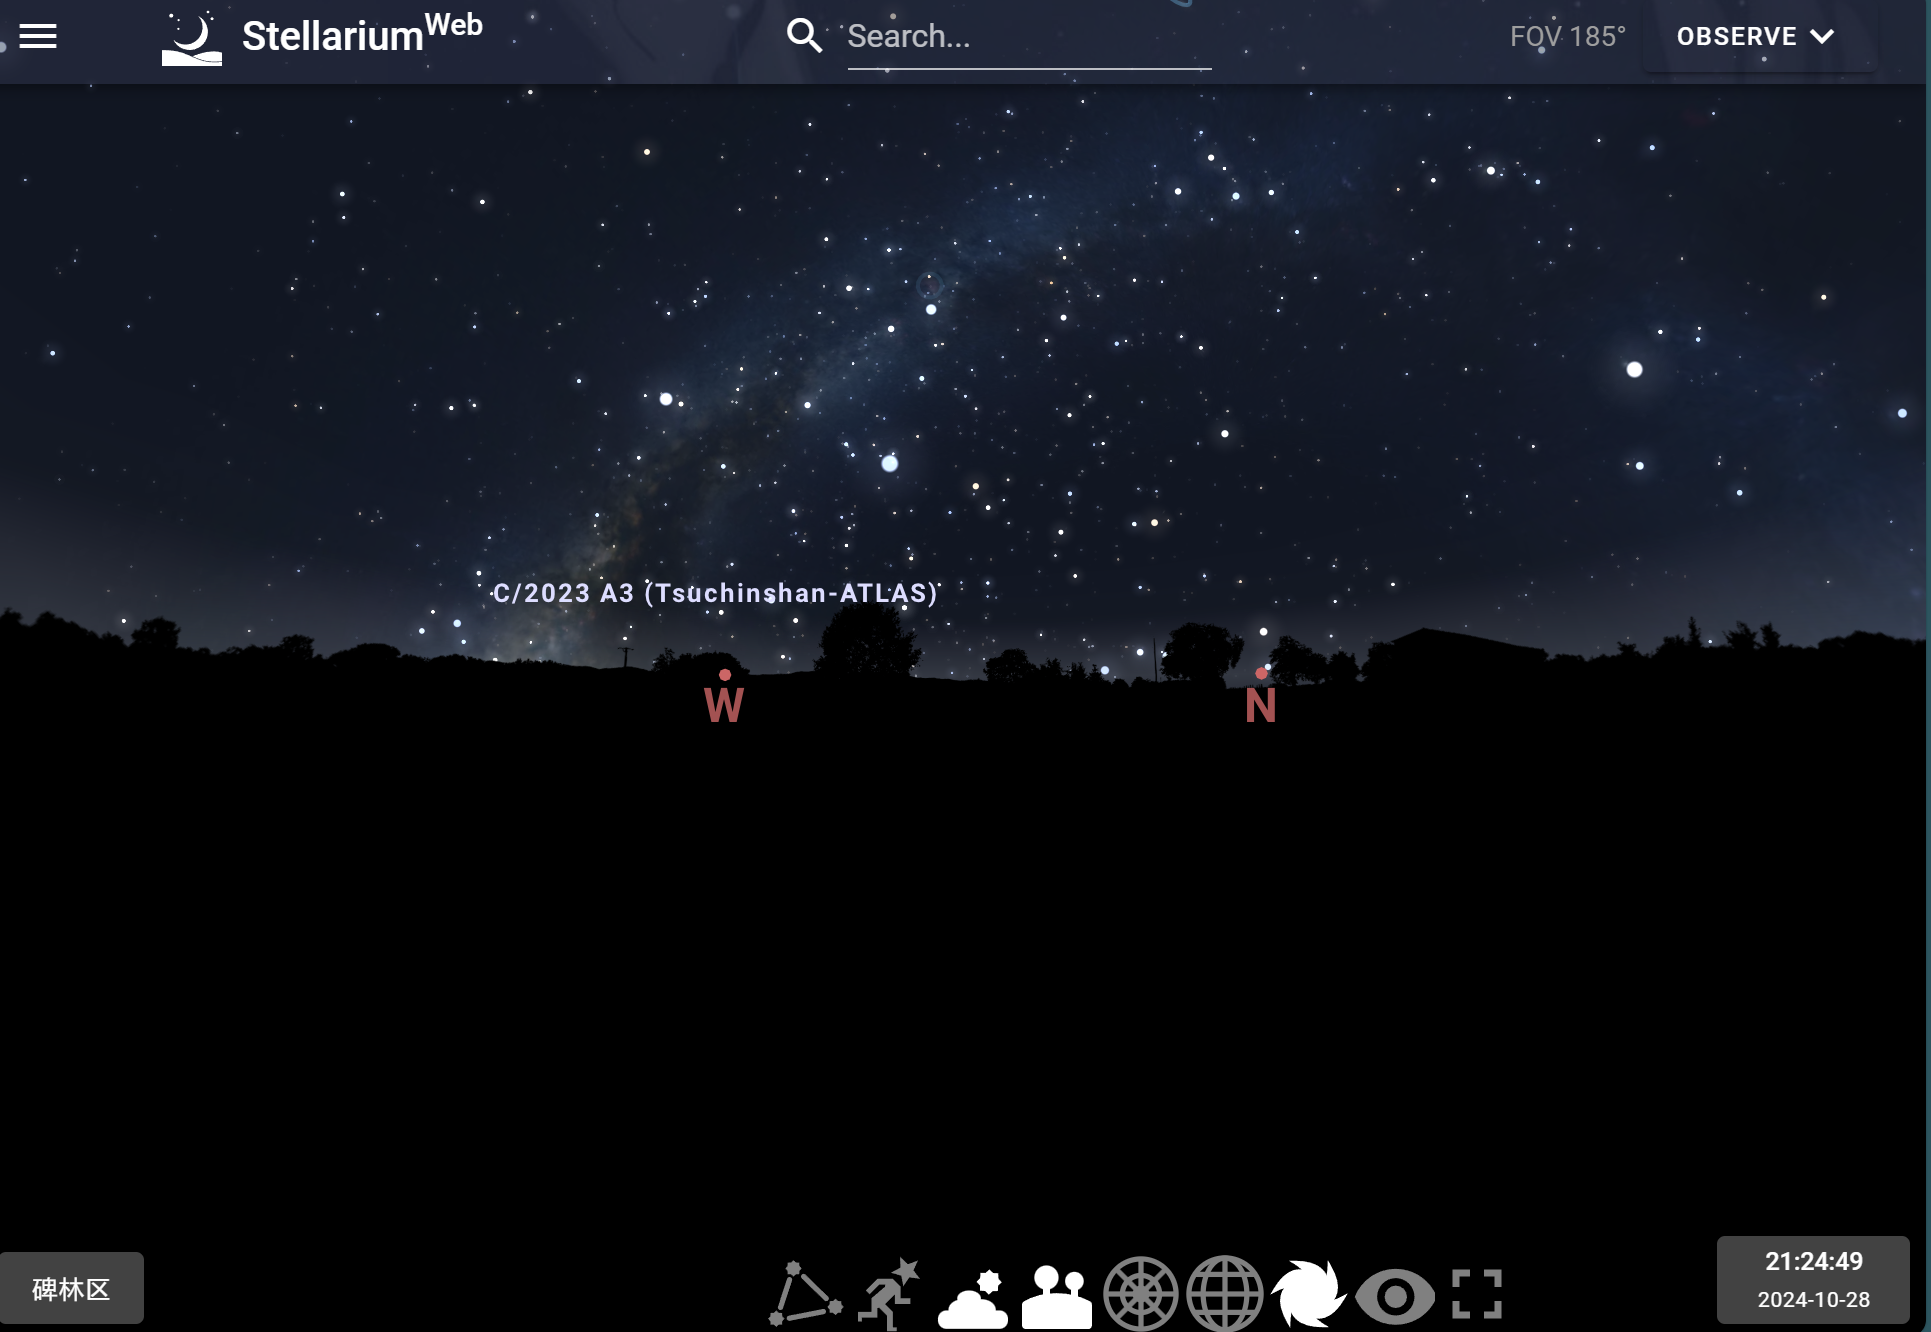 StellariumWeb
Search...
FOV 185°
OBSERVE
C/2023 A3 (Tsuchinshan-ATLAS)
W
N
碑林区
21:24:49
2024-10-28